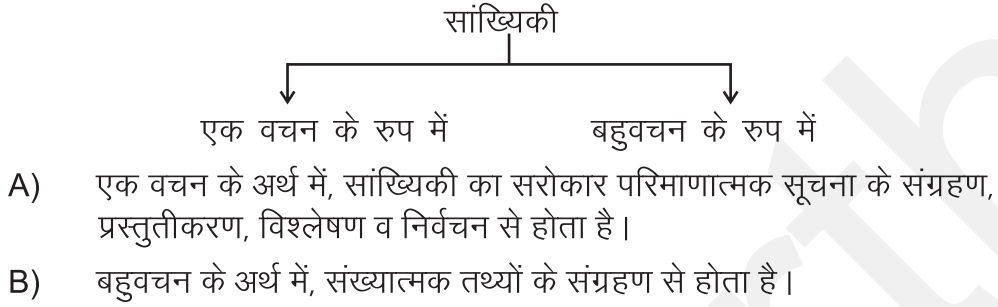 सांख्यिकी
एक वचन के रुप में बहुवचन के रुप में
A) एक वचन के अर्थ में, सांख्यिकी का सरोकार परिमाणात्मक सूचना के संग्रहण,
प्रस्तुतीकरण, विश्लेषण व निर्वचन से होता है।
B) बहुवचन के अर्थ में, संख्यात्मक तथ्यों के संग्रहण से होता है।